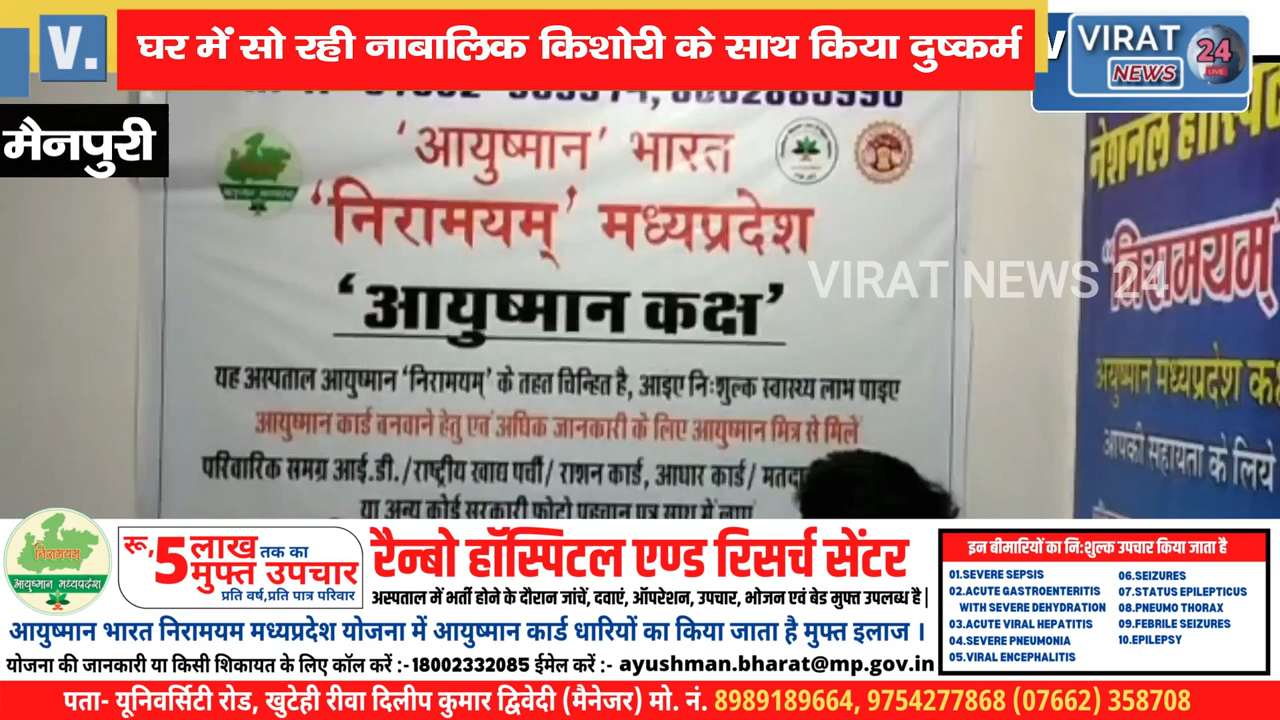 V.
घर में सो रही नाबालिक किशोरी के साथ किया दुष्कर्म
VIRAT
NEWS
24
LIVE
मैनपुरी
'आयुष्मान' भारत
'निरामयम्' मध्यप्रदेश
'आयुष्मान कक्ष'
यह अस्पताल आयुष्मान 'निरामयम्' के तहत चिन्हित है, आइए निःशुल्क स्वास्थ्य लाभ पाइए
आयुष्मान कार्ड बनवाने हेतु एवं अधिक जानकारी के लिए आयुष्मान मित्र से मिलें
परिवारिक समग्र आई.डी./राष्ट्रीय खाद्य पर्ची/ राशन कार्ड, आधार कार्ड/
या अन्य कोई सरकारी फोटो पहचान पत्र साथ में लाएं
नेशनल
"निरामयम्"
आयुष्मान मध्यप्रदेश
आपकी सहायता के लिये
VIRAT NEWS 24
निरामयम्
आयुष्मान मध्यप्रदेश
रू.5 लाख तक का
मुफ्त उपचार
प्रति वर्ष,प्रति पात्र परिवार
रैन्बो हॉस्पिटल एण्ड रिसर्च सेंटर
अस्पताल में भर्ती होने के दौरान जांचें, दवाएं, ऑपरेशन, उपचार, भोजन एवं बेड मुफ्त उपलब्ध है|
आयुष्मान भारत निरामयम मध्यप्रदेश योजना में आयुष्मान कार्ड धारियों का किया जाता है मुफ्त इलाज ।
योजना की जानकारी या किसी शिकायत के लिए कॉल करें :-18002332085 ईमेल करें :- ayushman.bharat@mp.gov.in
इन बीमारियों का नि:शुल्क उपचार किया जाता है
01.SEVERE SEPSIS
02.ACUTE GASTROENTERITIS
WITH SEVERE DEHYDRATION
03.ACUTE VIRAL HEPATITIS
04.SEVERE PNEUMONIA
05.VIRAL ENCEPHALITIS
06.SEIZURES
07.STATUS EPILEPTICUS
08.PNEUMO THORAX
09.FEBRILE SEIZURES
10.EPILEPSY
पता- यूनिवर्सिटी रोड, खुटेही रीवा दिलीप कुमार द्विवेदी (मैनेजर) मो. नं. 8989189664, 9754277868 (07662) 358708